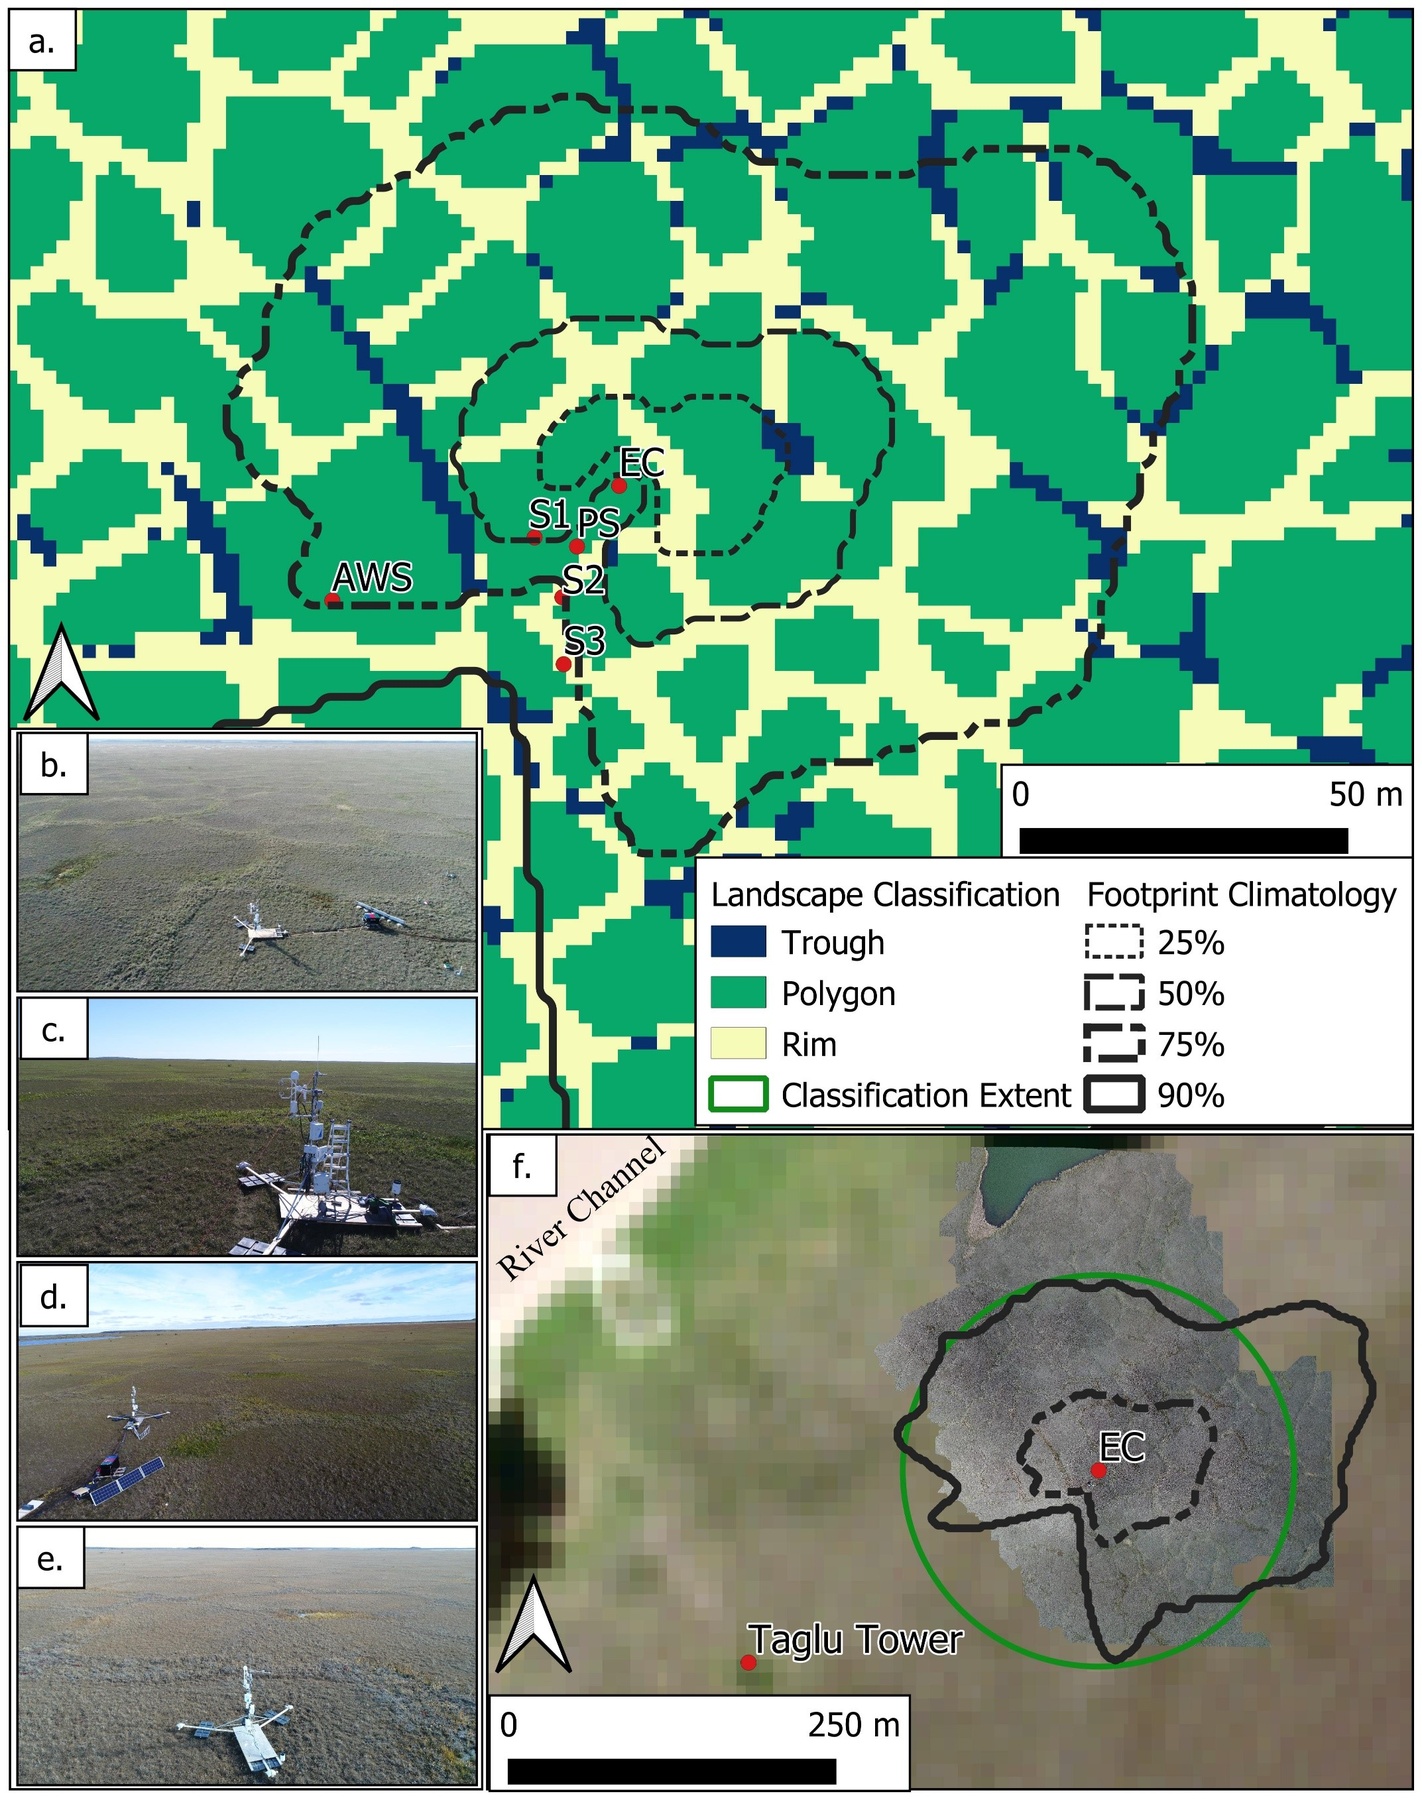 a.
EC
S1
PS
AWS
S2
S3
b.
0 50 m
Landscape Classification
Trough
Polygon
Rim
Classification Extent
Footprint Climatology
25%
50%
75%
90%
c.
d.
e.
f.
River Channel
EC
Taglu Tower
0 250 m